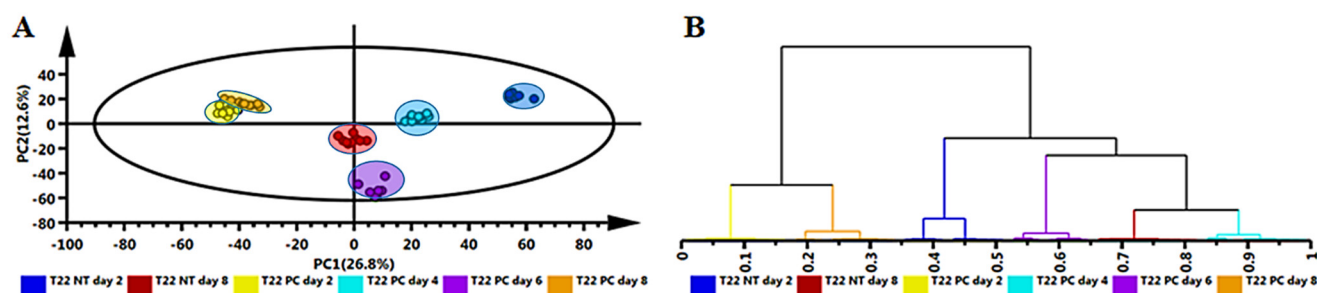 A
B
PC2(12.6%)
40
20
0
-20
-40
-60
-80
-100 -80 -60 -40 -20 0 20 40 60 80
PC1(26.8%)
T22 NT day 2 T22 NT day 8 T22 PC day 2 T22 PC day 4 T22 PC day 6 T22 PC day 8
0 0.1 0.2 0.3 0.4 0.5 0.6 0.7 0.8 0.9 1
T22 NT day 2 T22 NT day 8 T22 PC day 2 T22 PC day 4 T22 PC day 6 T22 PC day 8